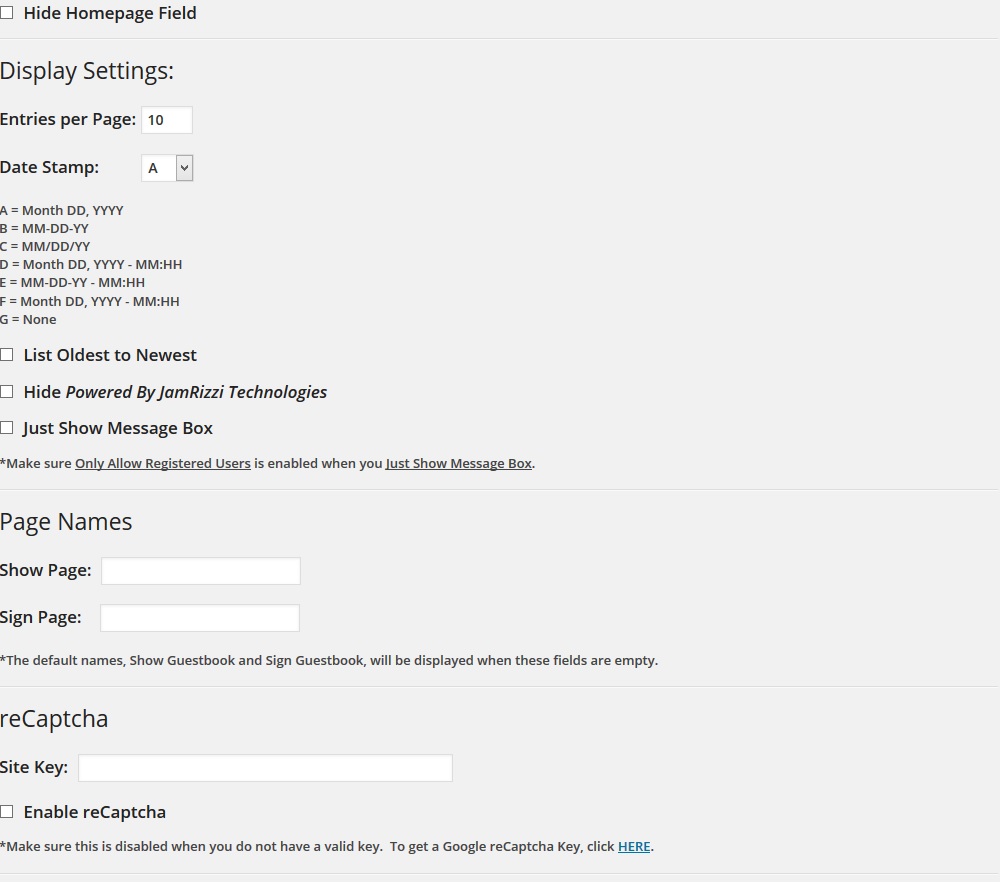 Hide Homepage Field
Display Settings:
Entries per Page: 10
Date Stamp: A
A = Month DD, YYYY
B = MM-DD-YY
C = MM/DD/YY
D = Month DD, YYYY - MM:HH
E = MM-DD-YY - MM:HH
F = Month DD, YYYY - MM:HH
G = None
List Oldest to Newest
Hide Powered By JamRizzi Technologies
Just Show Message Box
*Make sure Only Allow Registered Users is enabled when you Just Show Message Box.
Page Names
Show Page:
Sign Page:
*The default names, Show Guestbook and Sign Guestbook, will be displayed when these fields are empty.
reCaptcha
Site Key:
Enable reCaptcha
*Make sure this is disabled when you do not have a valid key.  To get a Google reCaptcha Key, click HERE.